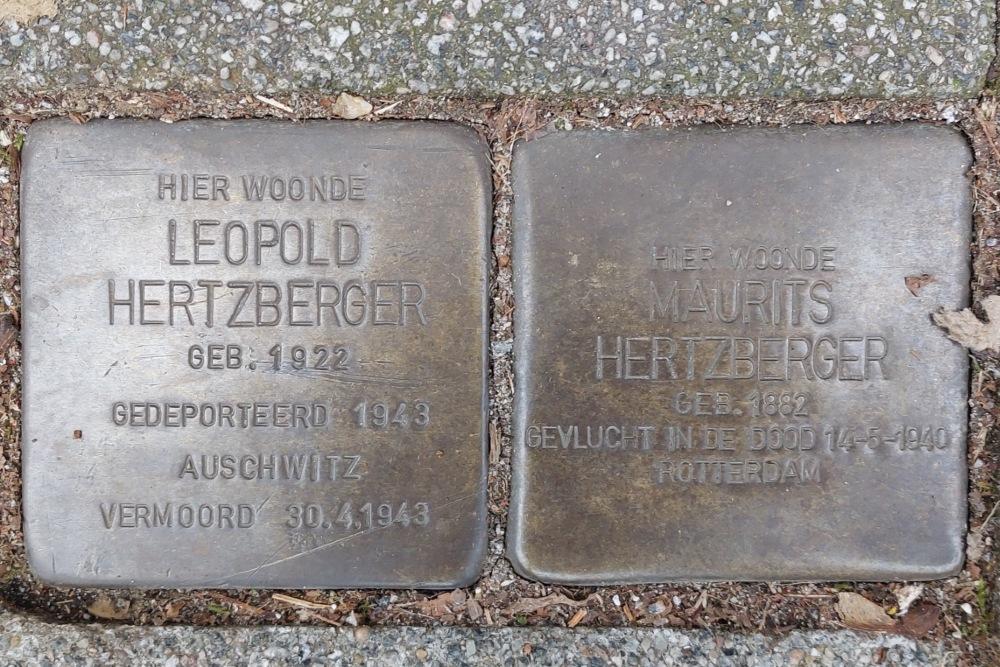 HIER WOONDE
LEOPOLD
HERTZBERGER
GEB. 1922
GEDEPORTEERD 1943
AUSCHWITZ
VERMOORD 30.4.1943
HIER WOONDE
MAURITS
HERTZBERGER
GEB. 1882
GEVLUCHT IN DE DOOD 14-5-1940
ROTTERDAM